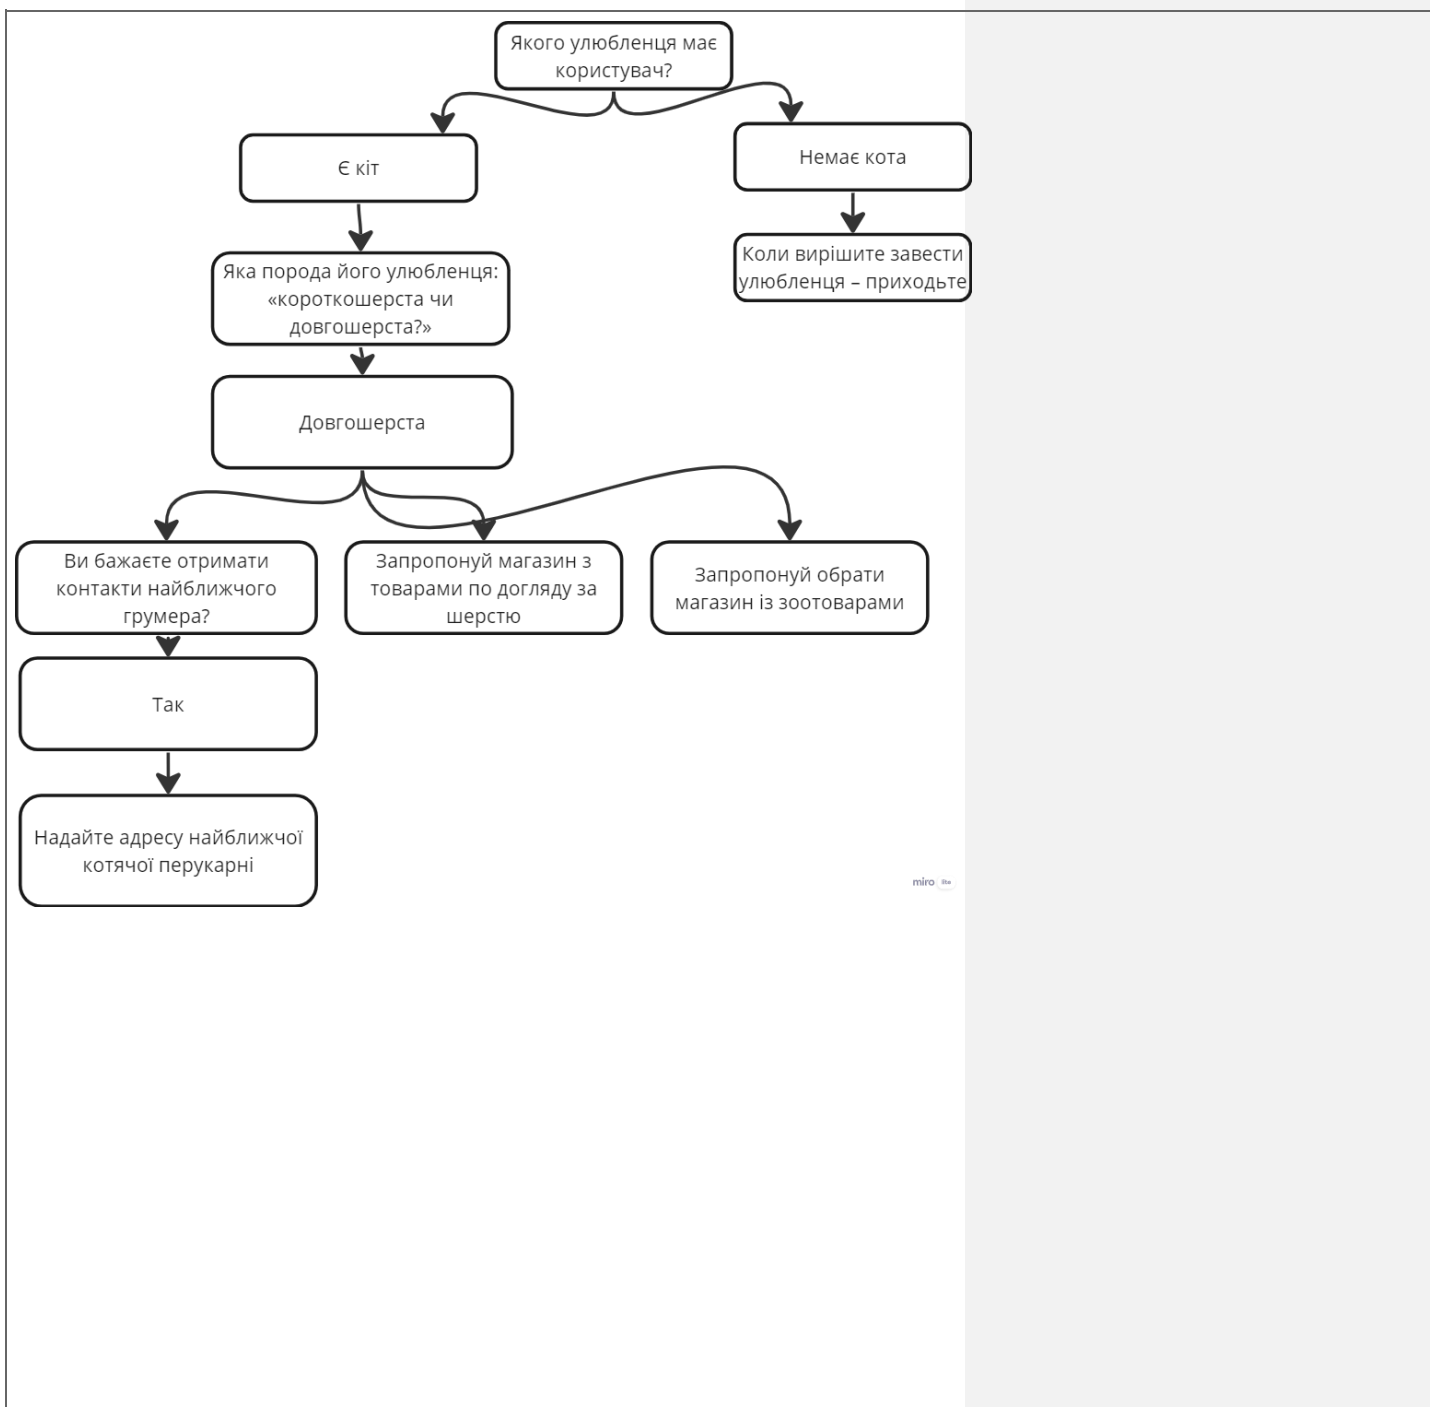 Якого улюбленця має
користувач?
Є кіт
Немає кота
Яка порода його улюбленця:
«короткошерста чи
довгошерста?»
Коли вирішите завести
улюбленця – приходьте
Довгошерста
Ви бажаєте отримати
контакти найближчого
грумера?
Запропонуй магазин з
товарами по догляду за
шерстю
Запропонуй обрати
магазин із зоотоварами
Так
Надайте адресу найближчої
котячої перукарні
miro lite